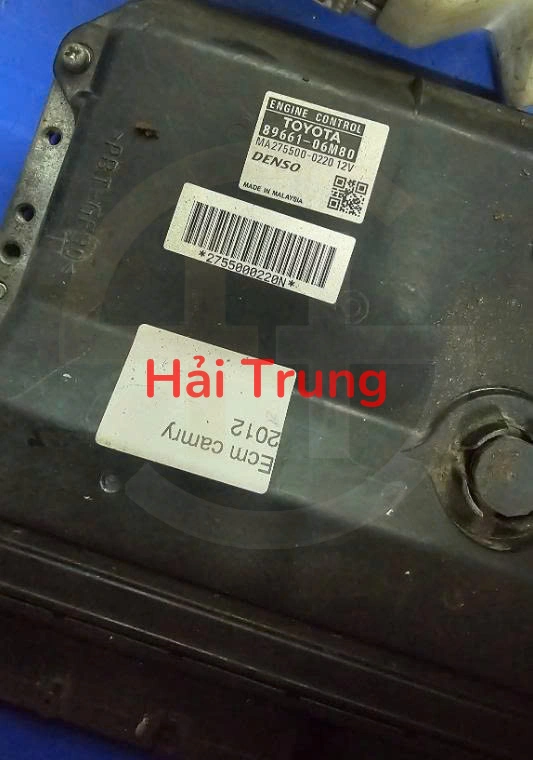 ENGINE CONTROL
TOYOTA
89661-06M80
MA275500-0220 12V
DENSO
MADE IN MALAYSIA
*2755000220N*
Hải Trung
Ecm camry
2012